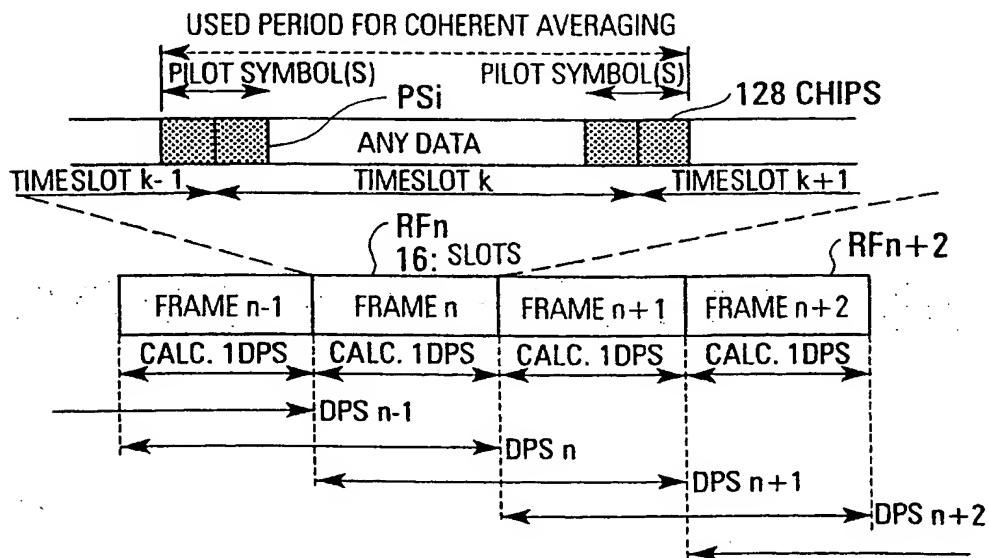 USED PERIOD FOR COHERENT AVERAGING
PILOT SYMBOL(S) PILOT SYMBOL(S)
PSi 128 CHIPS
ANY DATA
TIMESLOT k-1 TIMESLOT k TIMESLOT k+1
RFn RFn+2
16: SLOTS
FRAME n-1 FRAME n FRAME n+1 FRAME n+2
CALC. 1DPS CALC. 1DPS CALC. 1DPS CALC. 1DPS
DPS n-1
DPS n
DPS n+1
DPS n+2